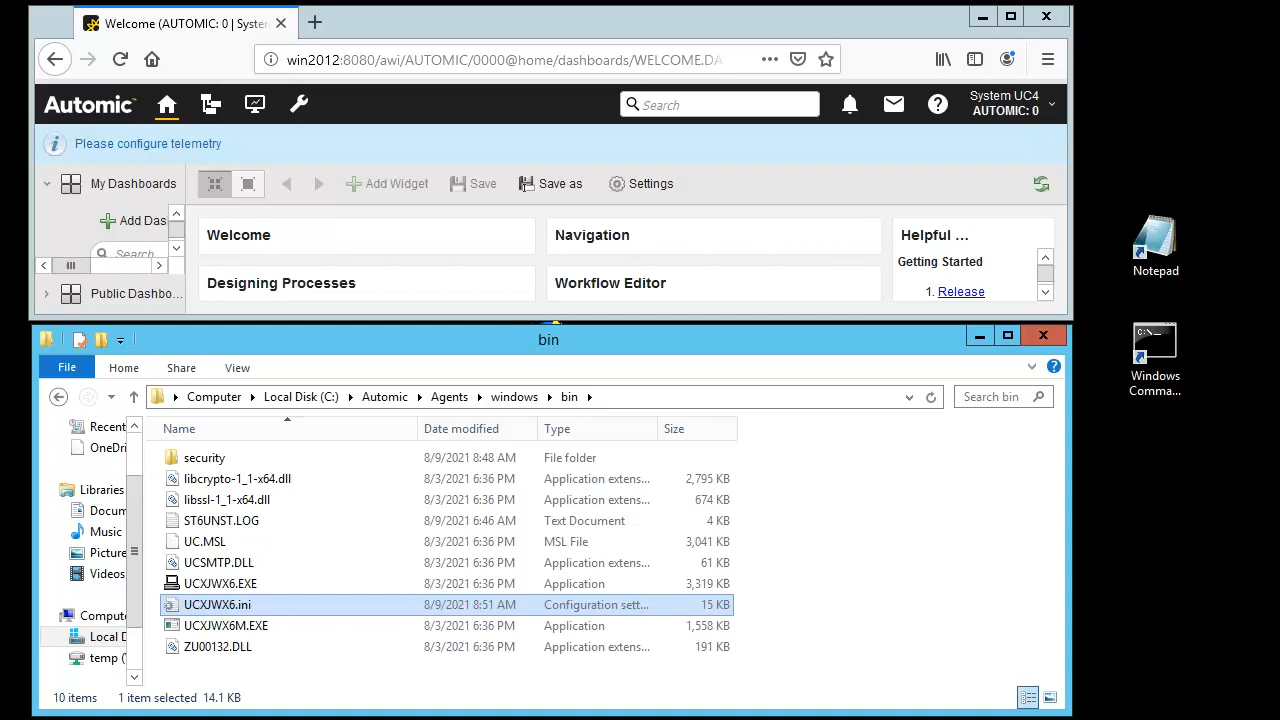 Welcome (AUTOMIC: 0 | System
win2012:8080/awi/AUTOMIC/0000@home/dashboards/WELCOME.DA
Automic
Search
System UC4
AUTOMIC: 0
Please configure telemetry
My Dashboards
Add Widget
Save
Save as
Settings
Add Das
Search
Public Dashbo...
Welcome
Navigation
Helpful ...
Getting Started
1. Release
Designing Processes
Workflow Editor
Notepad
C:\_
Windows
Comma...
bin
File Home Share View
Computer Local Disk (C:) Automic Agents windows bin
Search bin
Recent
OneDri
Libraries
Docum
Music
Picture
Videos
Compute
Local D
temp (
Name Date modified Type Size
security 8/9/2021 8:48 AM File folder
libcrypto-1_1-x64.dll 8/3/2021 6:36 PM Application extens... 2,795 KB
libssl-1_1-x64.dll 8/3/2021 6:36 PM Application extens... 674 KB
ST6UNST.LOG 8/9/2021 6:46 AM Text Document 4 KB
UC.MSL 8/3/2021 6:36 PM MSL File 3,041 KB
UCSMTP.DLL 8/3/2021 6:36 PM Application extens... 61 KB
UCXJWX6.EXE 8/3/2021 6:36 PM Application 3,319 KB
UCXJWX6.ini 8/9/2021 8:51 AM Configuration sett... 15 KB
UCXJWX6M.EXE 8/3/2021 6:36 PM Application 1,558 KB
ZU00132.DLL 8/3/2021 6:36 PM Application extens... 191 KB
10 items 1 item selected 14.1 KB